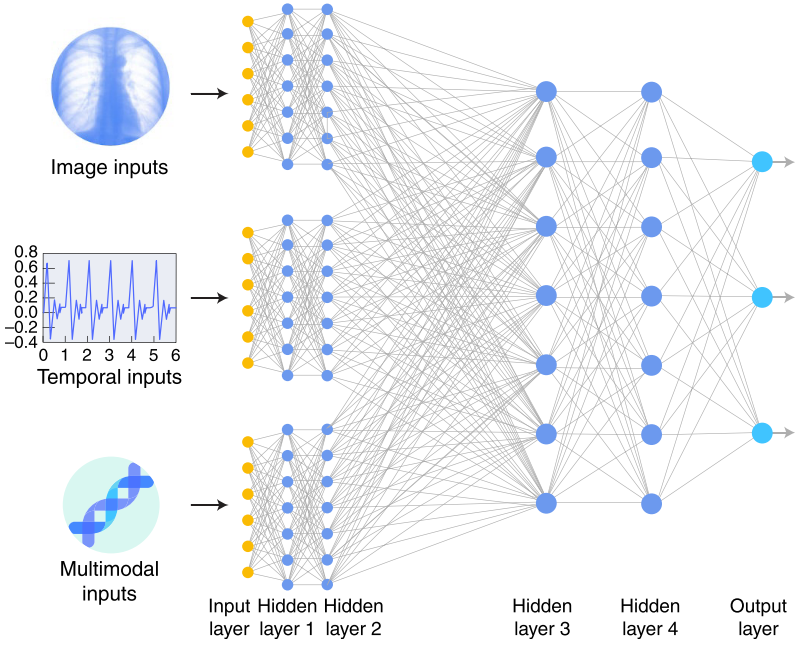 Image inputs
0.8
0.6
0.4
0.2
0.0
−0.2
−0.4
0 1 2 3 4 5 6
Temporal inputs
Multimodal
inputs
Input
layer
Hidden
layer 1
Hidden
layer 2
Hidden
layer 3
Hidden
layer 4
Output
layer